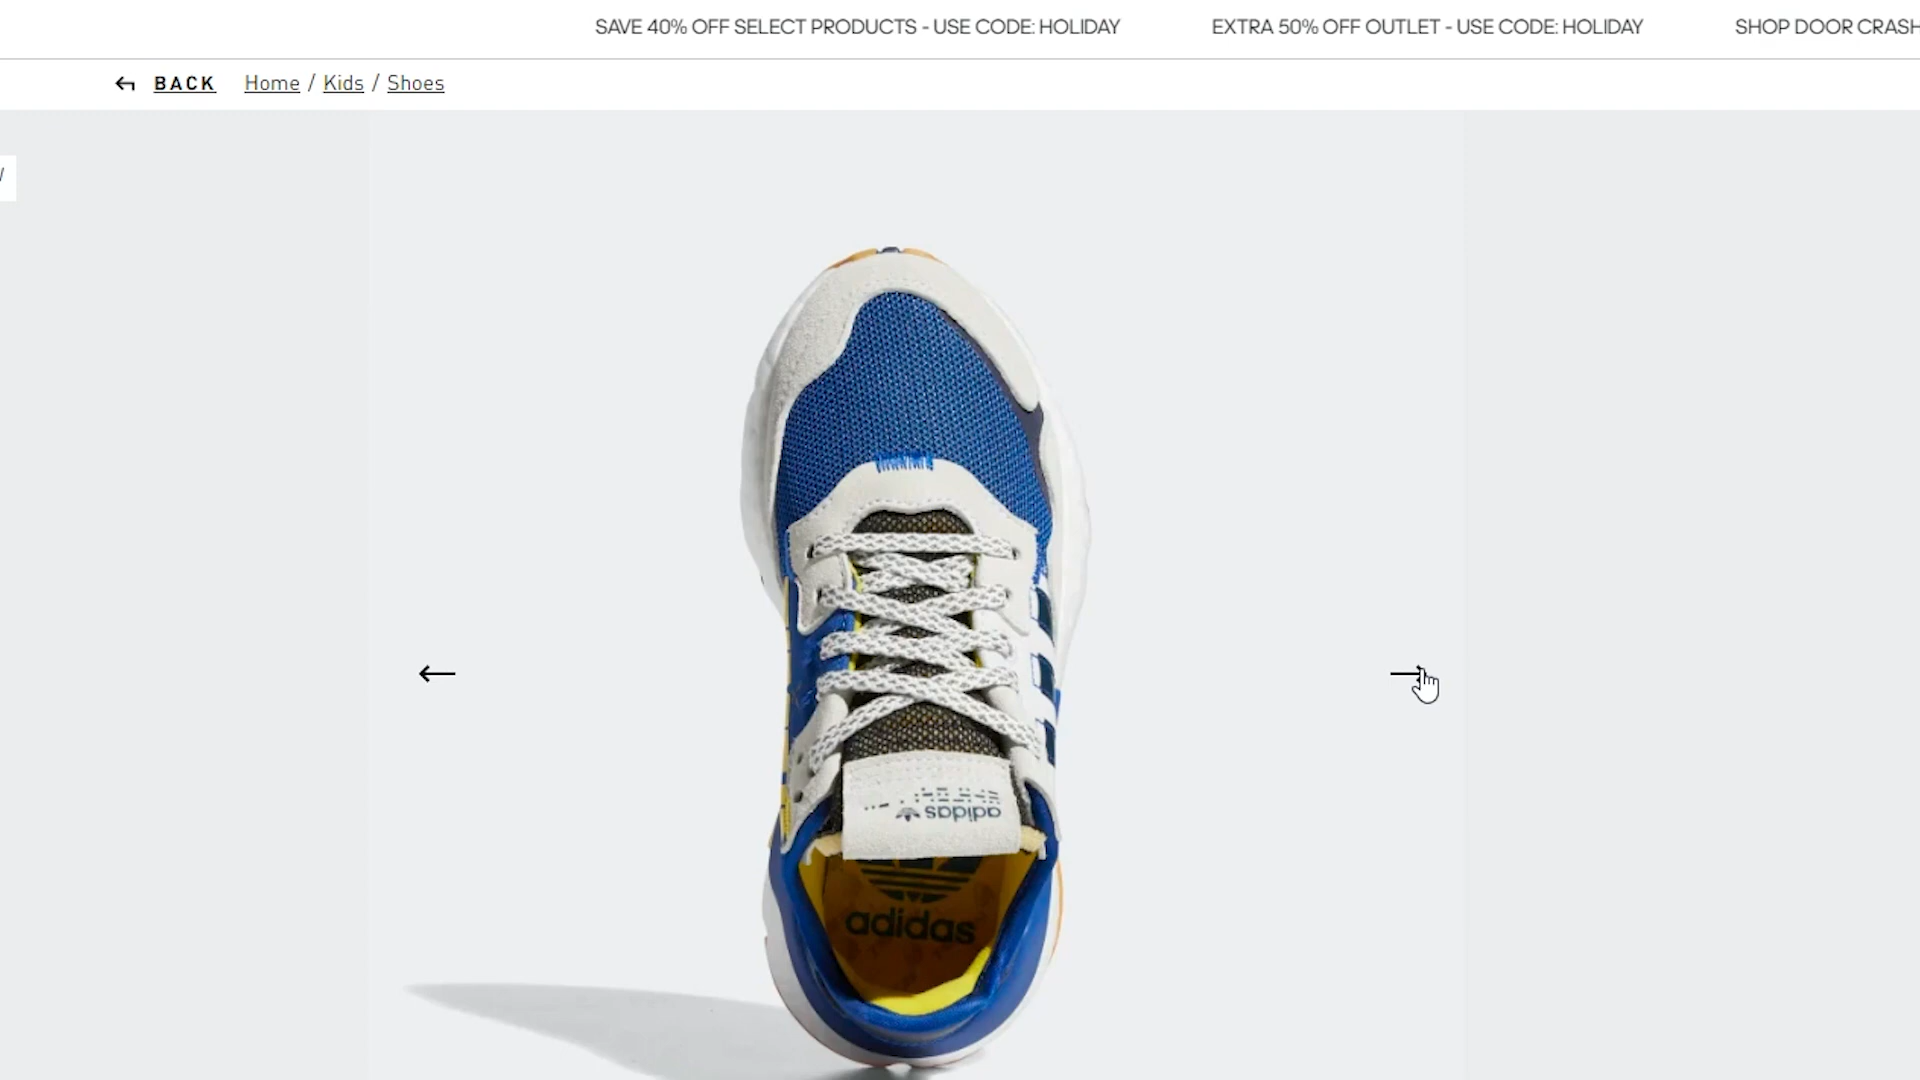 SAVE 40% OFF SELECT PRODUCTS - USE CODE: HOLIDAY
EXTRA 50% OFF OUTLET - USE CODE: HOLIDAY
SHOP DOOR CRASH
BACK
Home / Kids / Shoes
adidas
adidas